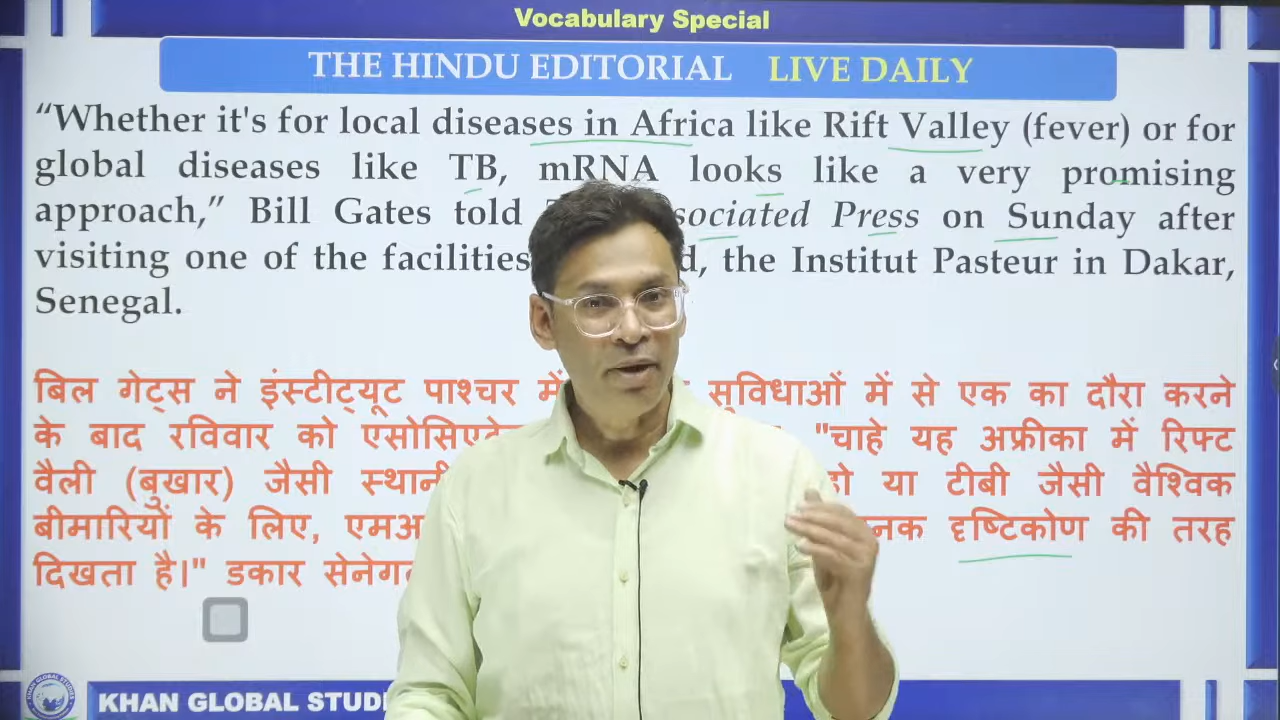 Vocabulary Special
THE HINDU EDITORIAL LIVE DAILY
“Whether it's for local diseases in Africa like Rift Valley (fever) or for
global diseases like TB, mRNA looks like a very promising
approach,” Bill Gates told sociated Press on Sunday after
visiting one of the facilities d, the Institut Pasteur in Dakar,
Senegal.
बिल गेट्स ने इंस्टीट्यूट पाश्चर में सुविधाओं में से एक का दौरा करने
के बाद रविवार को एसोसिएटे "चाहे यह अफ्रीका में रिफ्ट
वैली (बुखार) जैसी स्थानी हो या टीबी जैसी वैश्विक
बीमारियों के लिए, एमअ नक दृष्टिकोण की तरह
दिखता है।" डकार सेनेग
KHAN GLOBAL STUDI